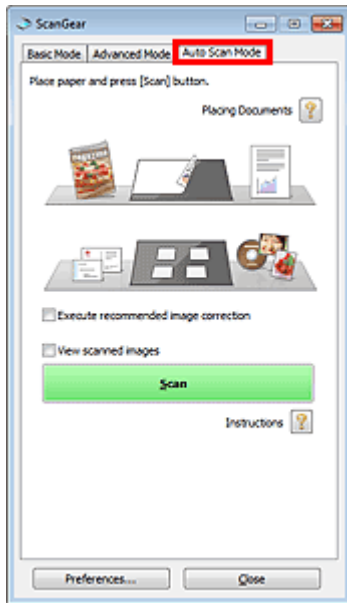 ScanGear
Basic Mode Advanced Mode Auto Scan Mode
Place paper and press [Scan] button.
Placing Documents ?
Execute recommended image correction
View scanned images
Scan
Instructions ?
Preferences... Close